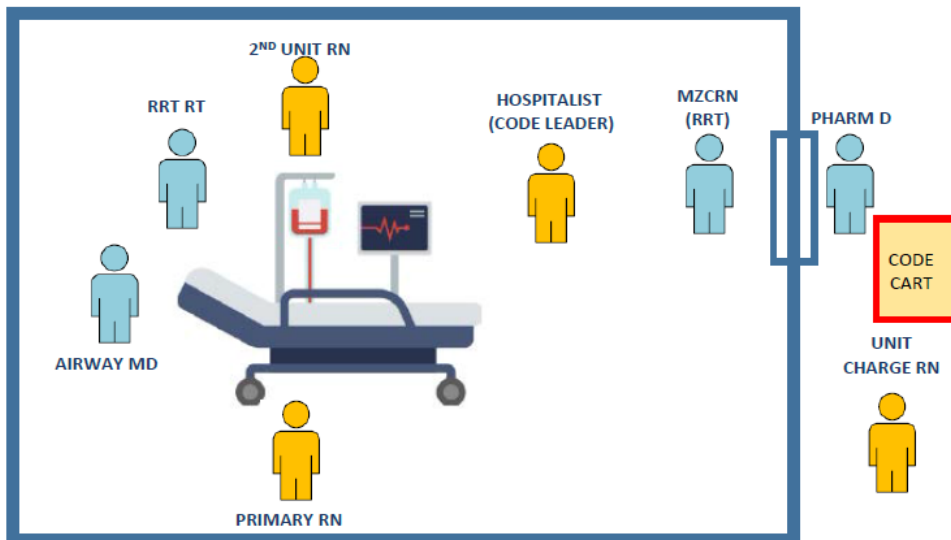 2ND UNIT RN
RRT RT
HOSPITALIST
(CODE LEADER)
MZCRN
(RRT)
PHARM D
CODE
CART
AIRWAY MD
UNIT
CHARGE RN
PRIMARY RN